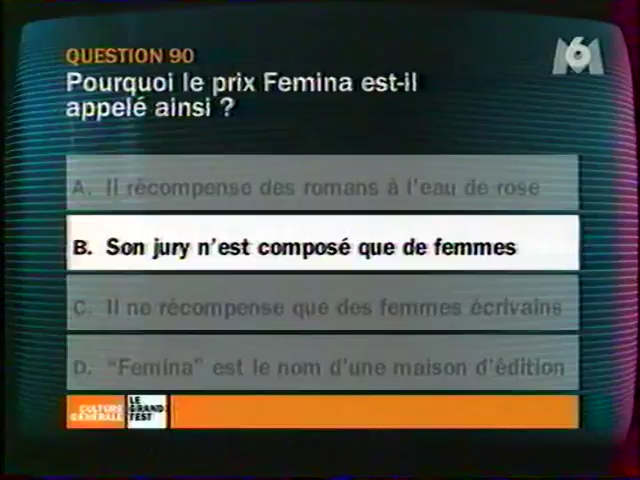 QUESTION 90
M6
Pourquoi le prix Femina est-il
appelé ainsi ?
A. Il récompense des romans à l'eau de rose
B. Son jury n'est composé que de femmes
C. Il ne récompense que des femmes écrivains
D. "Femina" est le nom d'une maison d'édition
CULTURE
GÉNÉRALE
LE
GRAND
TEST